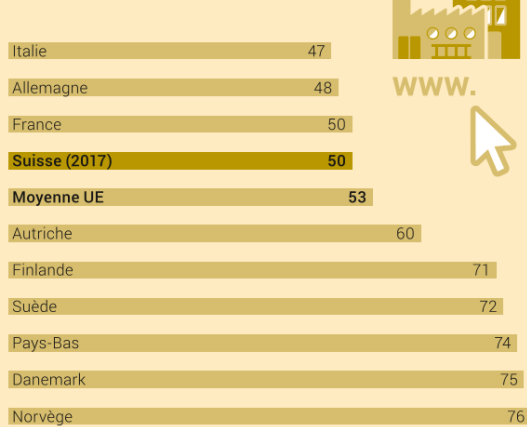 www.
Italie 47
Allemagne 48
France 50
Suisse (2017) 50
Moyenne UE 53
Autriche 60
Finlande 71
Suède 72
Pays-Bas 74
Danemark 75
Norvège 76